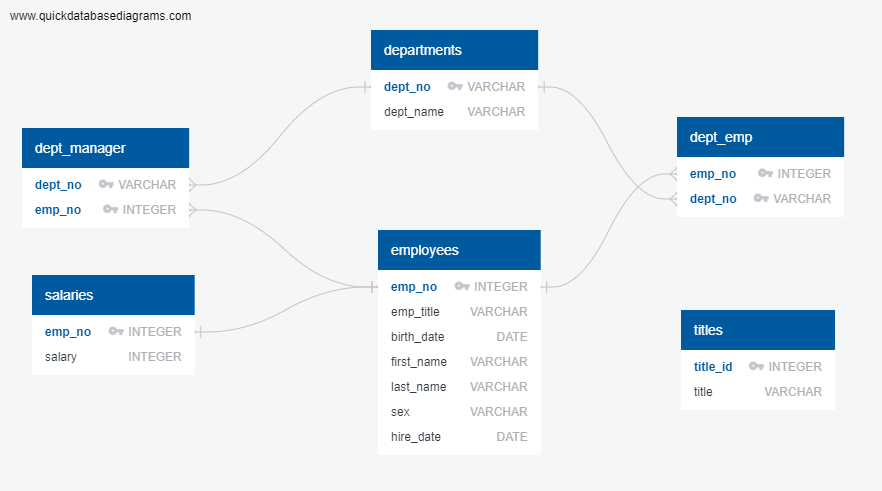 www.quickdatabasediagrams.com
departments
dept_no VARCHAR
dept_name VARCHAR
dept_manager
dept_no VARCHAR
emp_no INTEGER
dept_emp
emp_no INTEGER
dept_no VARCHAR
employees
emp_no INTEGER
emp_title VARCHAR
birth_date DATE
first_name VARCHAR
last_name VARCHAR
sex VARCHAR
hire_date DATE
salaries
emp_no INTEGER
salary INTEGER
titles
title_id INTEGER
title VARCHAR